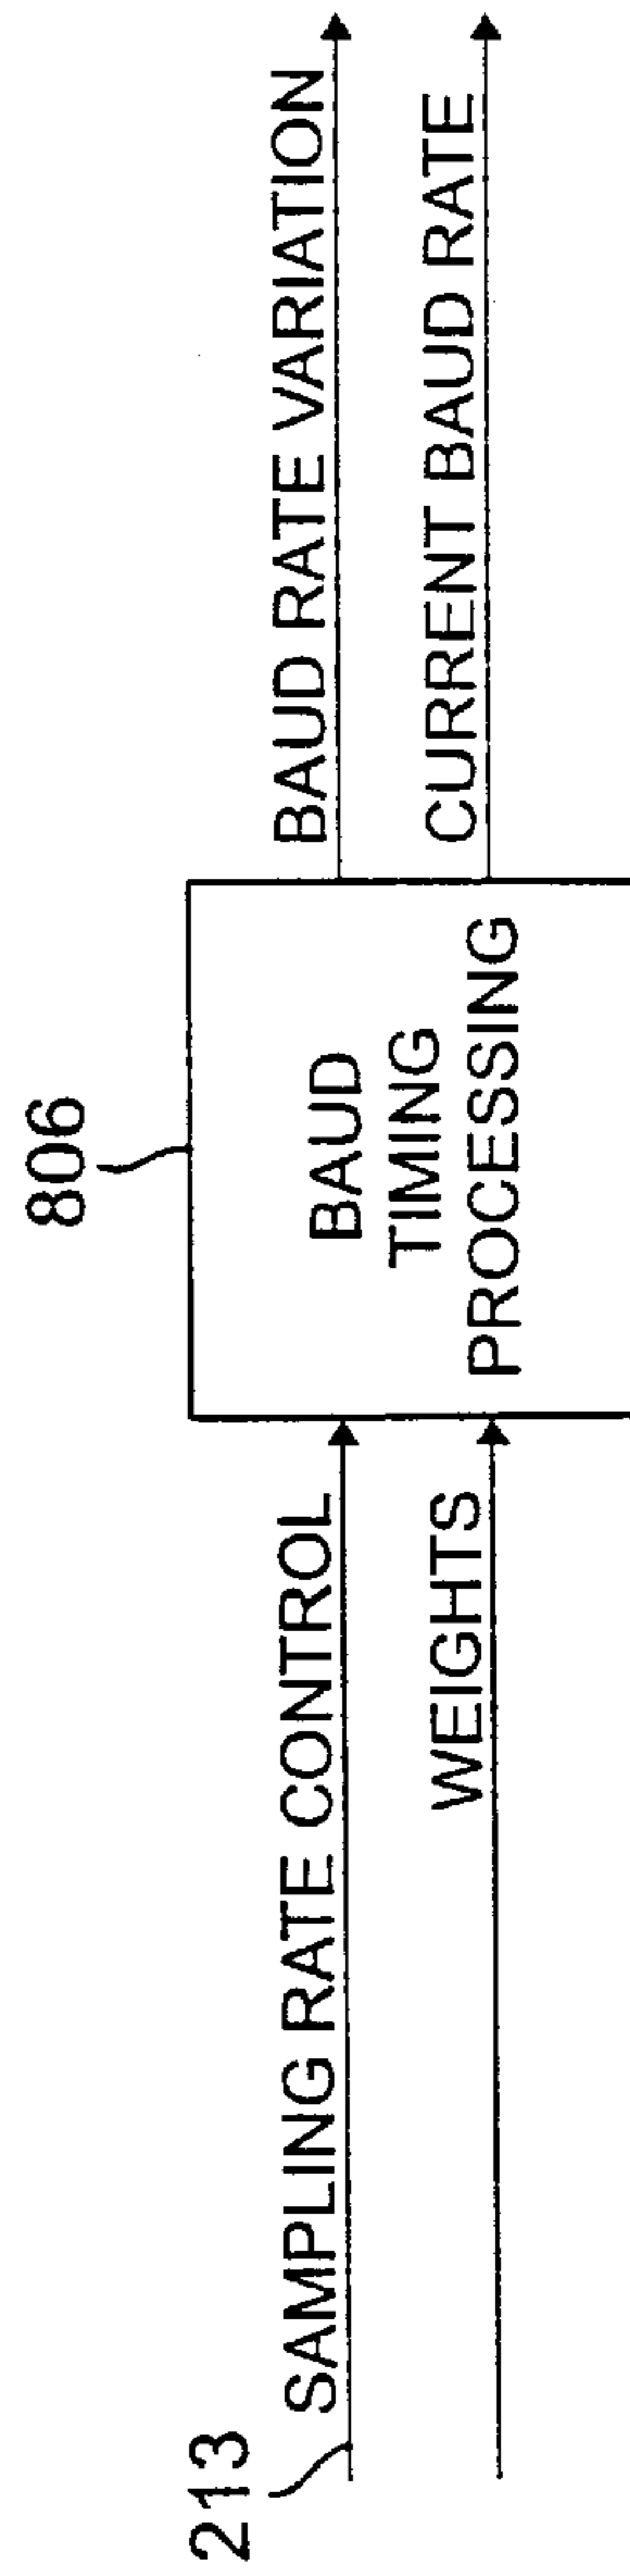 806
213
SAMPLING RATE CONTROL
WEIGHTS
BAUD
TIMING
PROCESSING
BAUD RATE VARIATION
CURRENT BAUD RATE